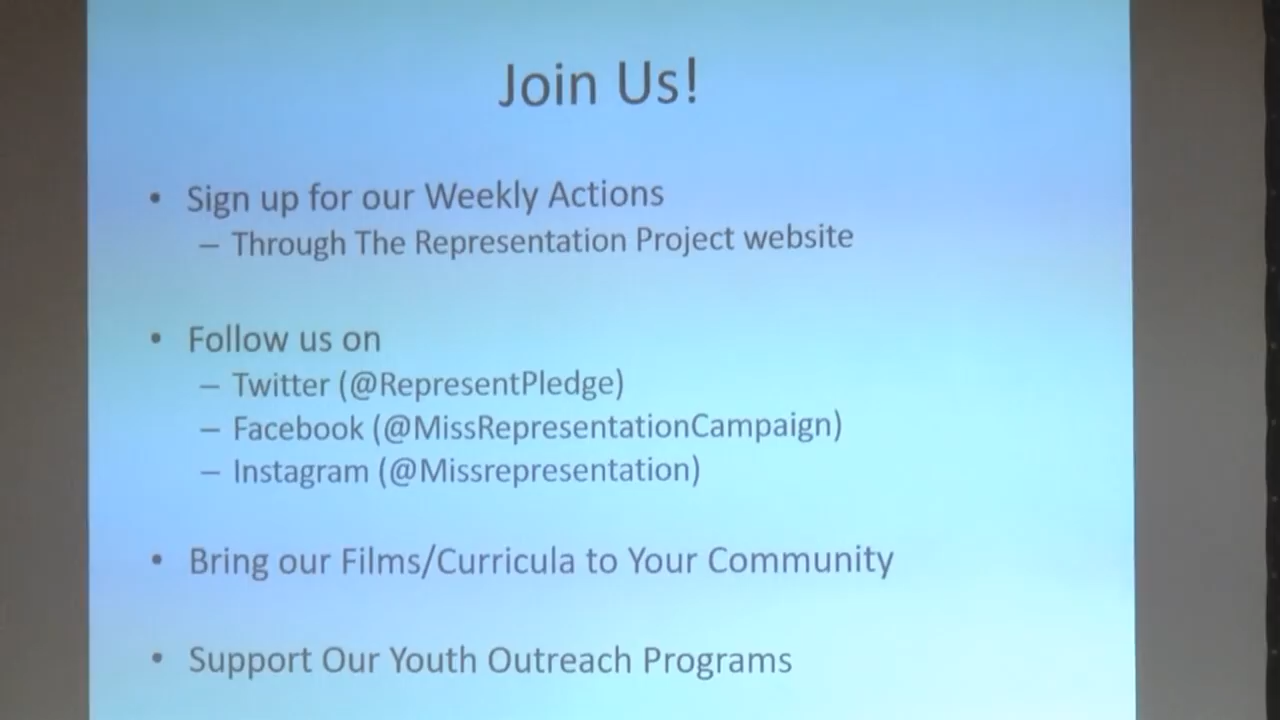 Join Us!
• Sign up for our Weekly Actions
– Through The Representation Project website
• Follow us on
– Twitter (@RepresentPledge)
– Facebook (@MissRepresentationCampaign)
– Instagram (@Missrepresentation)
• Bring our Films/Curricula to Your Community
• Support Our Youth Outreach Programs